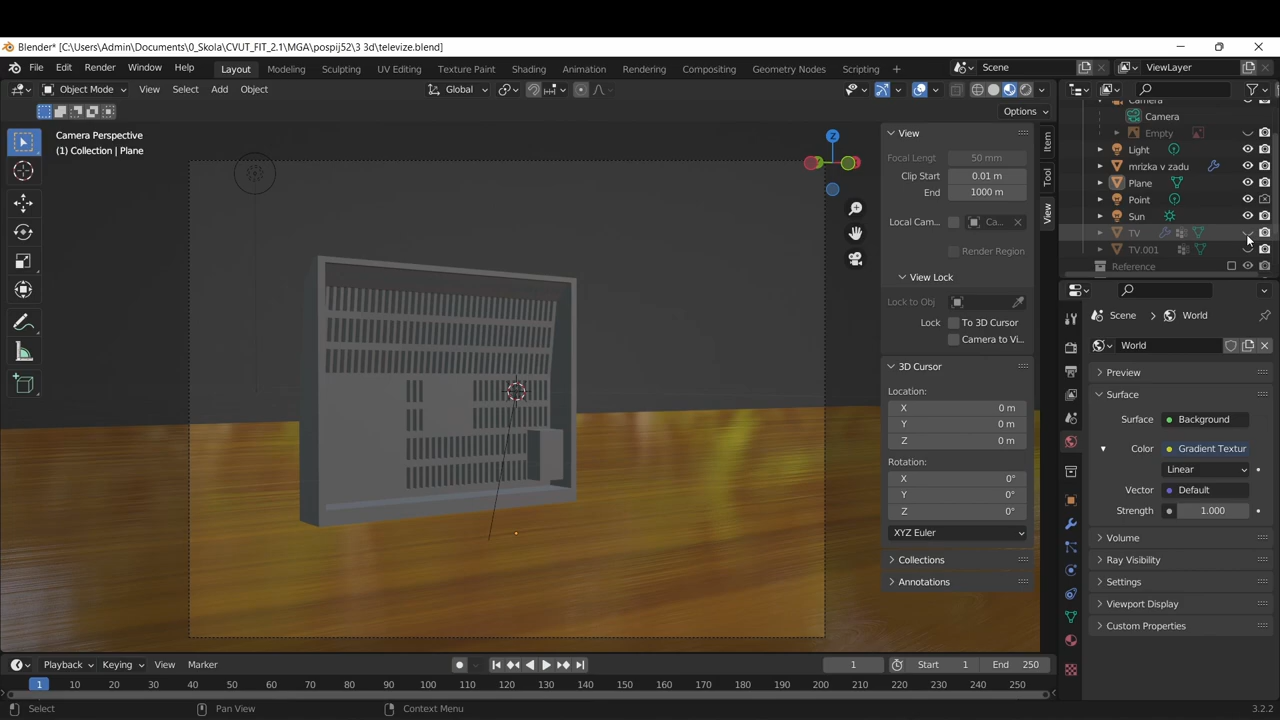 Blender* [C:\Users\Admin\Documents\0_Skola\CVUT_FIT_2.1\MGA\pospij52\3 3d\televize.blend]
File Edit Render Window Help Layout Modeling Sculpting UV Editing Texture Paint Shading Animation Rendering Compositing Geometry Nodes Scripting + Scene ViewLayer
Object Mode View Select Add Object Global
Options
Camera Perspective
(1) Collection | Plane
Z
View
Focal Lengt 50 mm
Clip Start 0.01 m
End 1000 m
Local Cam... Ca...
Render Region
View Lock
Lock to Obj
Lock To 3D Cursor
Camera to Vi...
3D Cursor
Location:
X 0 m
Y 0 m
Z 0 m
Rotation:
X 0°
Y 0°
Z 0°
XYZ Euler
Collections
Annotations
Item
Tool
View
Camera
Camera
Empty
Light
mrizka v zadu
Plane
Point
Sun
TV
TV.001
Reference
Scene > World
World
Preview
Surface
Surface Background
Color Gradient Textur
Linear
Vector Default
Strength 1.000
Volume
Ray Visibility
Settings
Viewport Display
Custom Properties
Playback Keying View Marker 1 Start 1 End 250
1 10 20 30 40 50 60 70 80 90 100 110 120 130 140 150 160 170 180 190 200 210 220 230 240 250
Select Pan View Context Menu 3.2.2